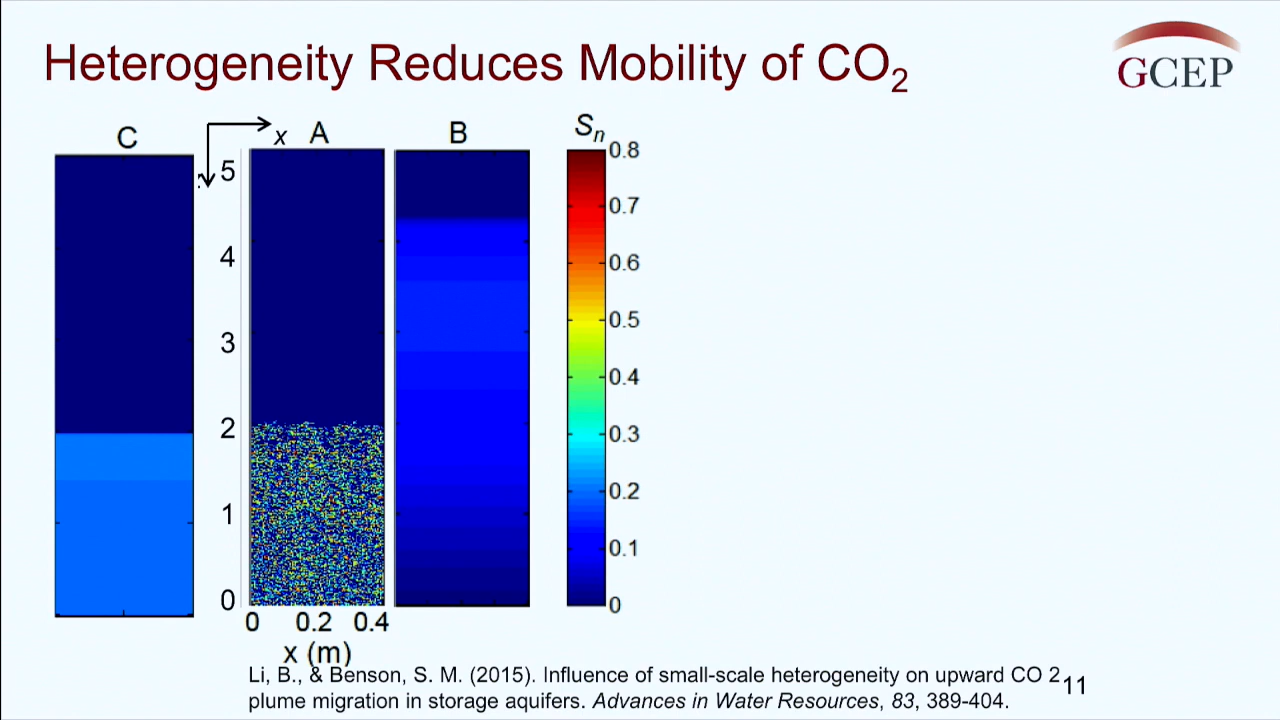 Heterogeneity Reduces Mobility of CO2
GCEP
C
x
A
B
Sn
5
4
3
2
1
0
0 0.2 0.4
x (m)
0.8
0.7
0.6
0.5
0.4
0.3
0.2
0.1
0
Li, B., & Benson, S. M. (2015). Influence of small-scale heterogeneity on upward CO 2
plume migration in storage aquifers. Advances in Water Resources, 83, 389-404.
11